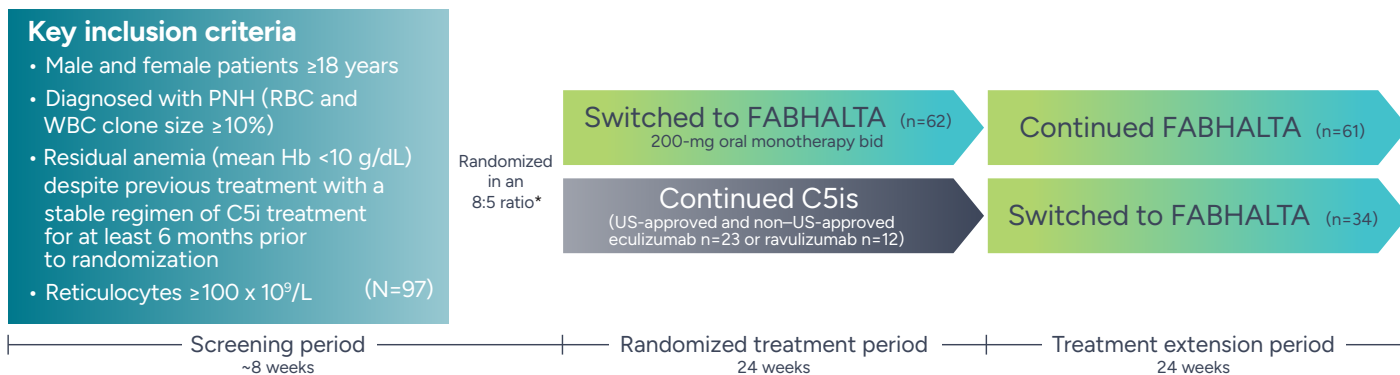 Key inclusion criteria
• Male and female patients ≥18 years
• Diagnosed with PNH (RBC and
WBC clone size ≥10%)
• Residual anemia (mean Hb <10 g/dL)
despite previous treatment with a
stable regimen of C5i treatment
for at least 6 months prior
to randomization
• Reticulocytes ≥100 x 10⁹/L (N=97)
Randomized
in an
8:5 ratio*
Switched to FABHALTA (n=62)
200-mg oral monotherapy bid
Continued C5is
(US-approved and non–US-approved
eculizumab n=23 or ravulizumab n=12)
Continued FABHALTA (n=61)
Switched to FABHALTA (n=34)
Screening period
~8 weeks
Randomized treatment period
24 weeks
Treatment extension period
24 weeks